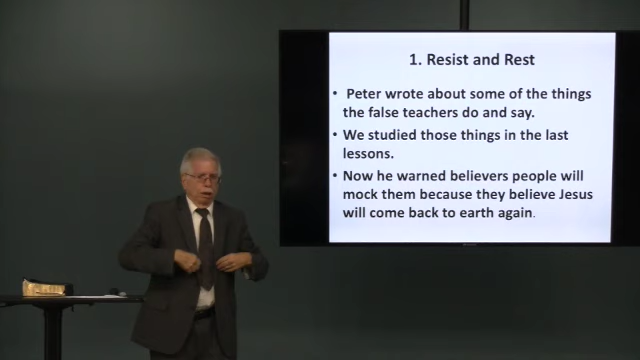 1. Resist and Rest
• Peter wrote about some of the things
the false teachers do and say.
• We studied those things in the last
lessons.
• Now he warned believers people will
mock them because they believe Jesus
will come back to earth again.